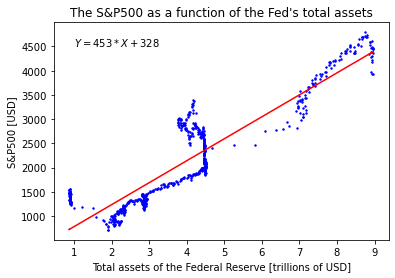 The S&P500 as a function of the Fed's total assets
Y = 453 * X + 328
S&P500 [USD]
4500
4000
3500
3000
2500
2000
1500
1000
1 2 3 4 5 6 7 8 9
Total assets of the Federal Reserve [trillions of USD]